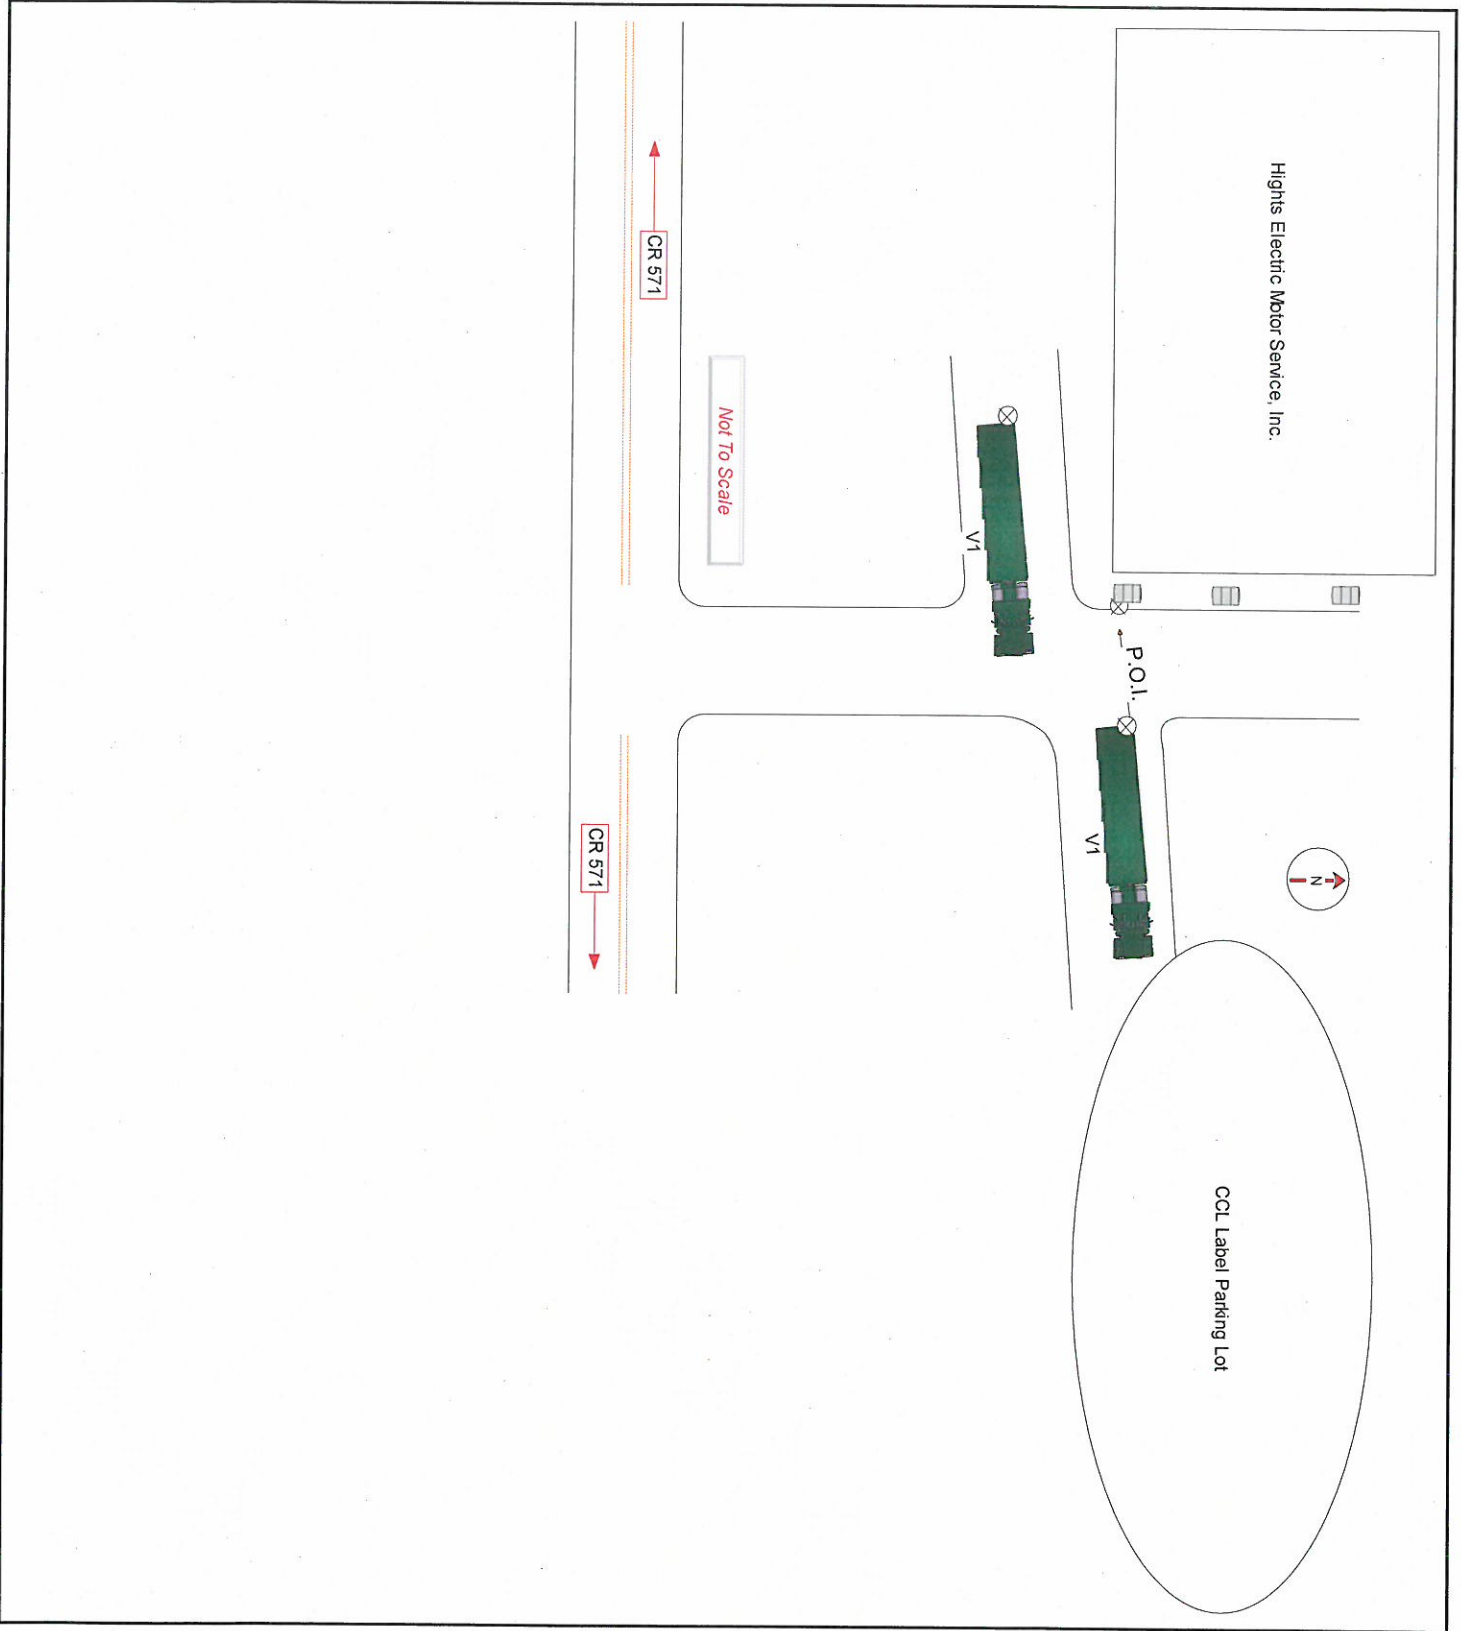 Hights Electric Motor Service, Inc.
CCL Label Parking Lot
N
P.O.I.
V1
V1
Not To Scale
CR 571
CR 571